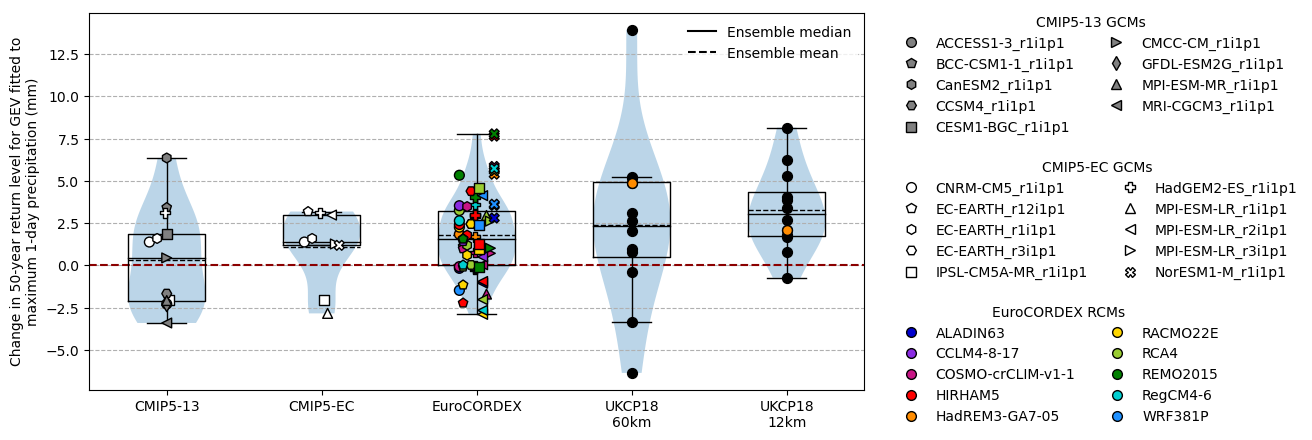 Change in 50-year return level for GEV fitted to
maximum 1-day precipitation (mm)
12.5
10.0
7.5
5.0
2.5
0.0
−2.5
−5.0
Ensemble median
Ensemble mean
CMIP5-13
CMIP5-EC
EuroCORDEX
UKCP18
60km
UKCP18
12km
CMIP5-13 GCMs
ACCESS1-3_r1i1p1
BCC-CSM1-1_r1i1p1
CanESM2_r1i1p1
CCSM4_r1i1p1
CESM1-BGC_r1i1p1
CMCC-CM_r1i1p1
GFDL-ESM2G_r1i1p1
MPI-ESM-MR_r1i1p1
MRI-CGCM3_r1i1p1
CMIP5-EC GCMs
CNRM-CM5_r1i1p1
EC-EARTH_r12i1p1
EC-EARTH_r1i1p1
EC-EARTH_r3i1p1
IPSL-CM5A-MR_r1i1p1
HadGEM2-ES_r1i1p1
MPI-ESM-LR_r1i1p1
MPI-ESM-LR_r2i1p1
MPI-ESM-LR_r3i1p1
NorESM1-M_r1i1p1
EuroCORDEX RCMs
ALADIN63
CCLM4-8-17
COSMO-crCLIM-v1-1
HIRHAM5
HadREM3-GA7-05
RACMO22E
RCA4
REMO2015
RegCM4-6
WRF381P